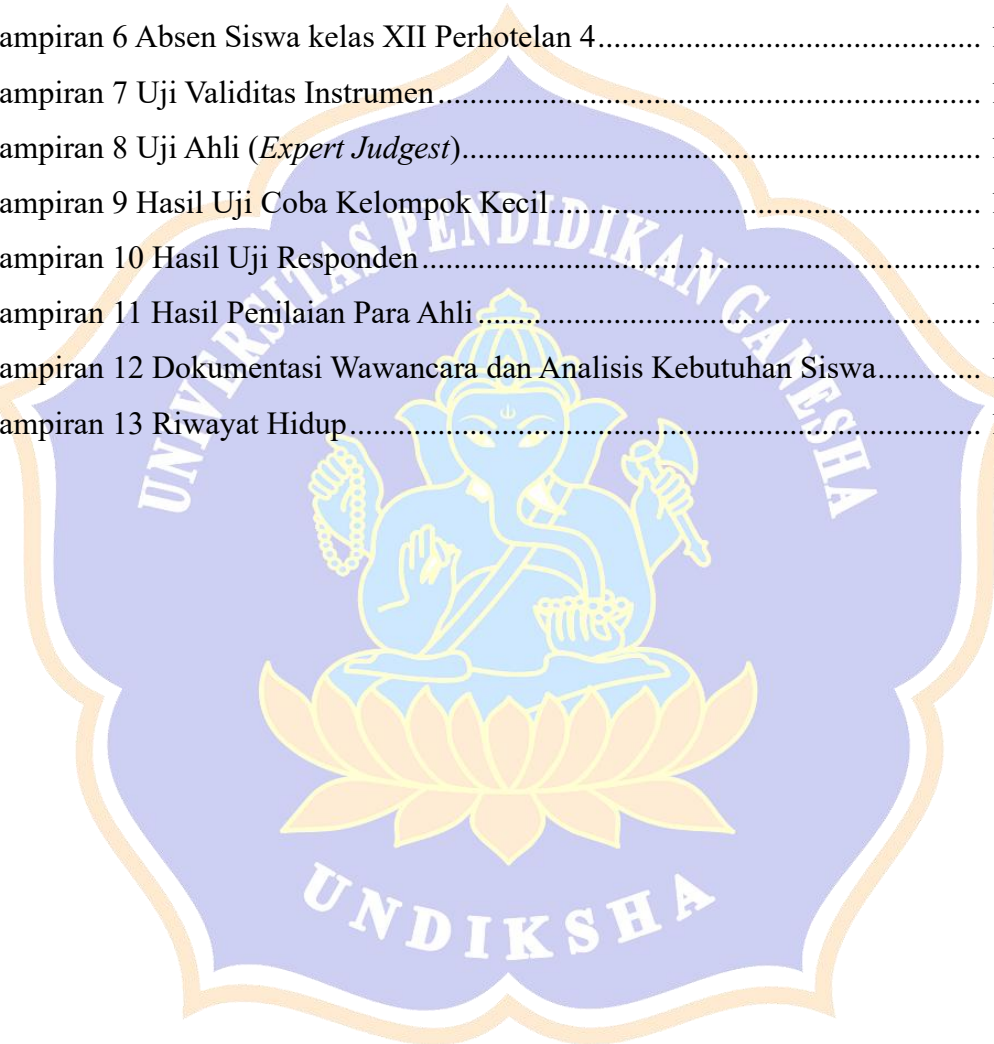 ampiran 6 Absen Siswa kelas XII Perhotelan 4
ampiran 7 Uji Validitas Instrumen
ampiran 8 Uji Ahli (Expert Judgest)
ampiran 9 Hasil Uji Coba Kelompok Kecil
ampiran 10 Hasil Uji Responden
ampiran 11 Hasil Penilaian Para Ahli
ampiran 12 Dokumentasi Wawancara dan Analisis Kebutuhan Siswa
ampiran 13 Riwayat Hidup
UNIVERSITAS PENDIDIKAN GANESHA
UNDIKSHA